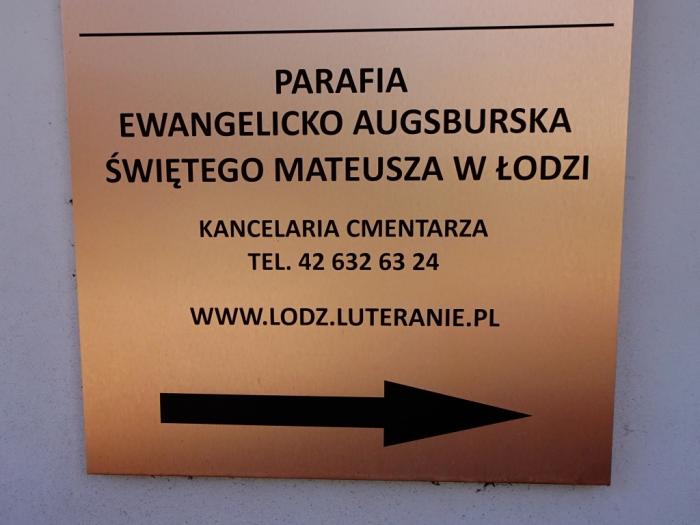 PARAFIA
EWANGELICKO AUGSBURSKA
ŚWIĘTEGO MATEUSZA W ŁODZI
KANCELARIA CMENTARZA
TEL. 42 632 63 24
WWW.LODZ.LUTERANIE.PL